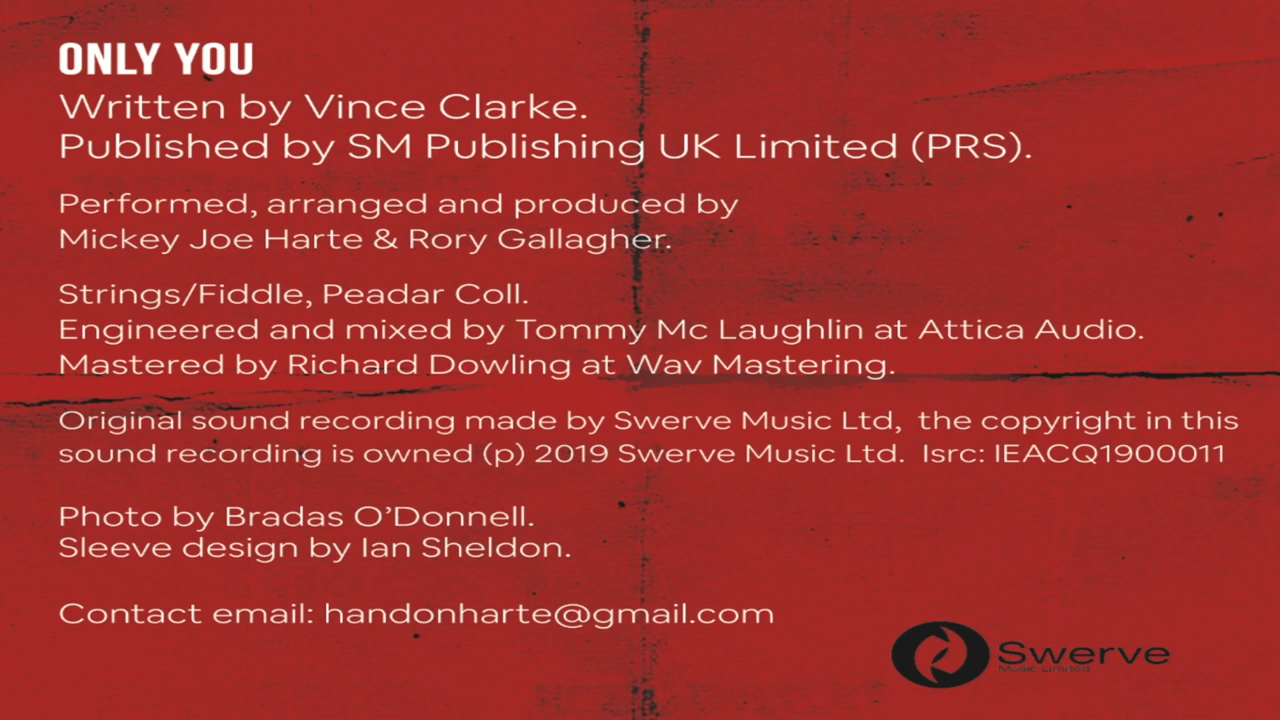 ONLY YOU
Written by Vince Clarke.
Published by SM Publishing UK Limited (PRS).
Performed, arranged and produced by
Mickey Joe Harte & Rory Gallagher.
Strings/Fiddle, Peadar Coll.
Engineered and mixed by Tommy Mc Laughlin at Attica Audio.
Mastered by Richard Dowling at Wav Mastering.
Original sound recording made by Swerve Music Ltd,  the copyright in this
sound recording is owned (p) 2019 Swerve Music Ltd.  Isrc: IEACQ1900011
Photo by Bradas O’Donnell.
Sleeve design by Ian Sheldon.
Contact email: handonharte@gmail.com
Swerve
Music Limited